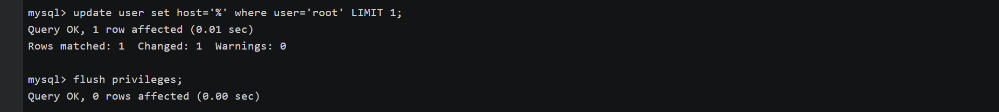 mysql> update user set host='%' where user='root' LIMIT 1;
Query OK, 1 row affected (0.01 sec)
Rows matched: 1  Changed: 1  Warnings: 0
mysql> flush privileges;
Query OK, 0 rows affected (0.00 sec)